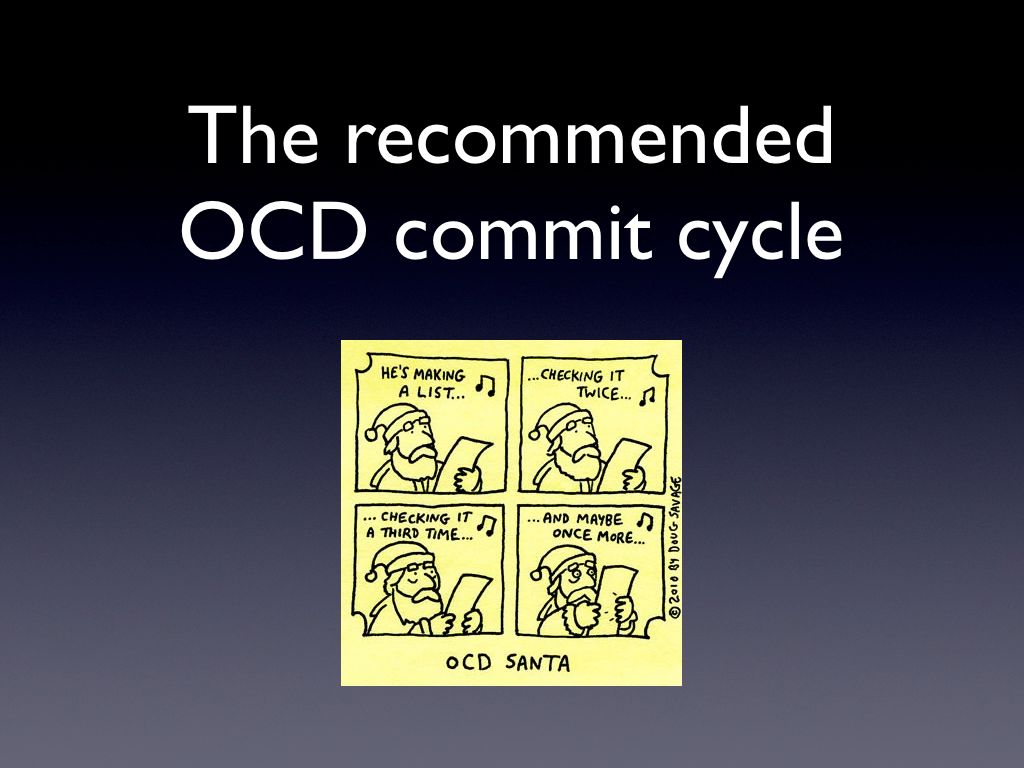 The recommended
OCD commit cycle
HE'S MAKING
A LIST...
...CHECKING IT
TWICE...
...CHECKING IT
A THIRD TIME...
...AND MAYBE
ONCE MORE...
© 2010 BY DOUG SAVAGE
OCD SANTA